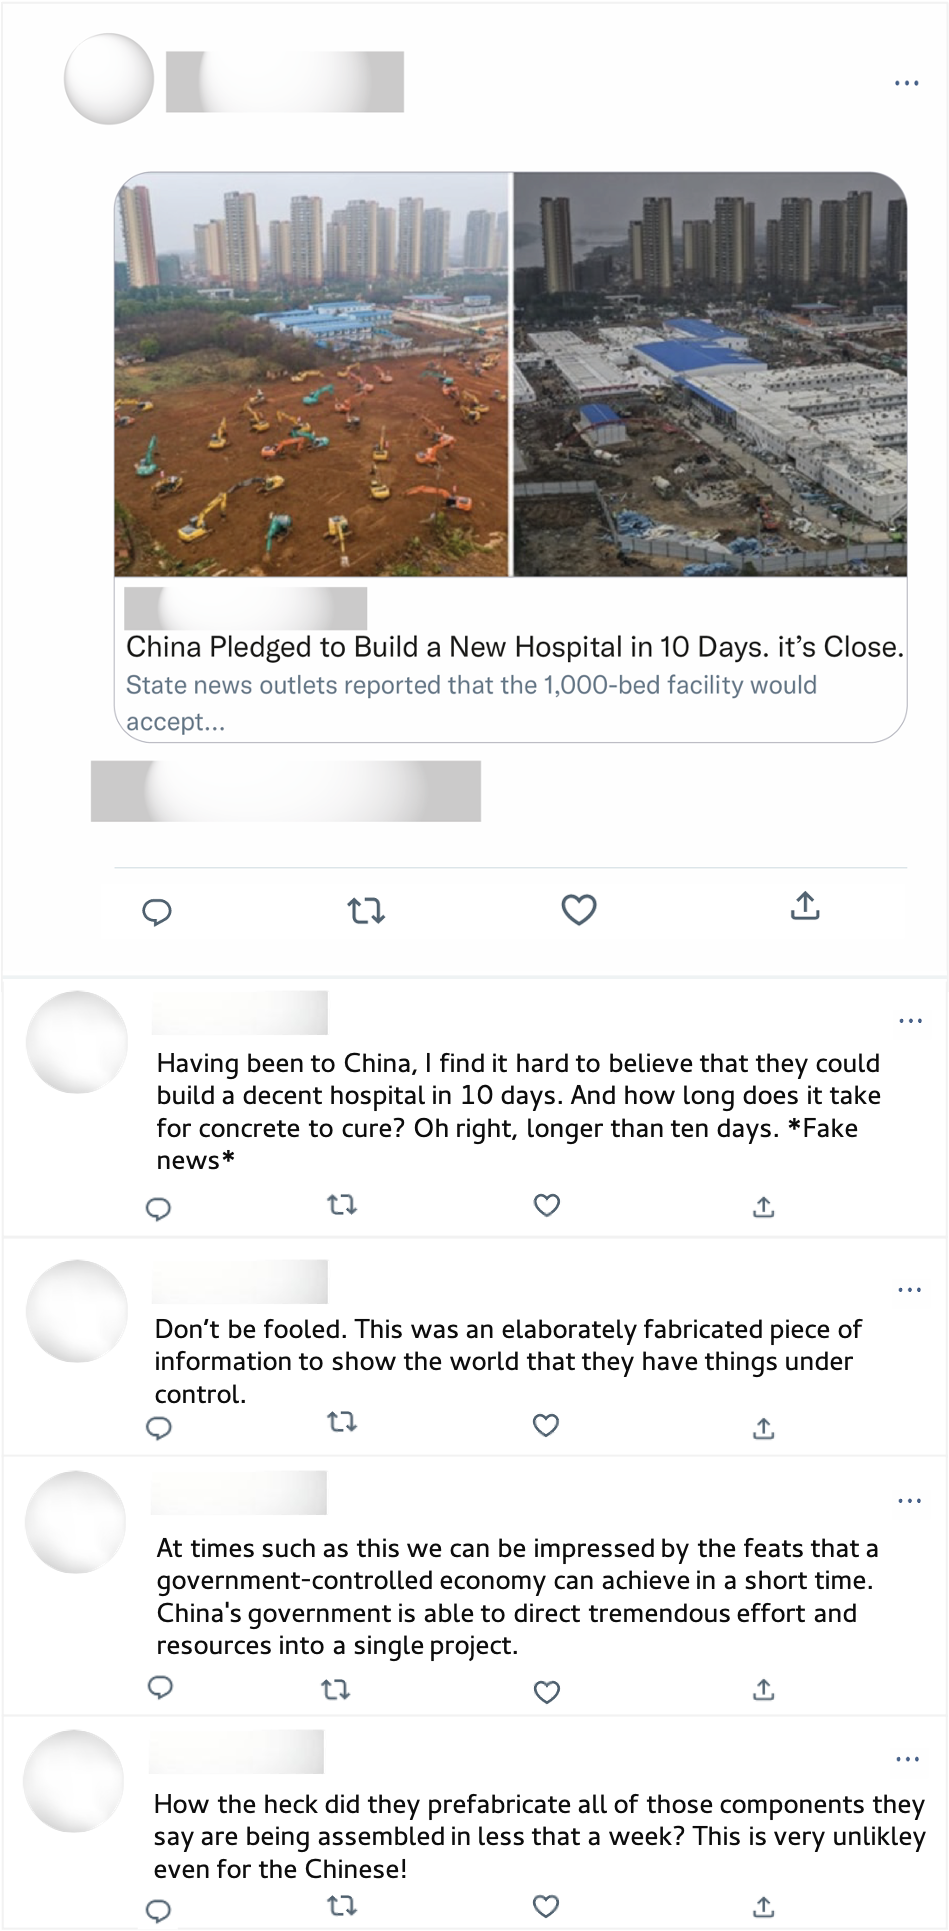 China Pledged to Build a New Hospital in 10 Days. it's Close.
State news outlets reported that the 1,000-bed facility would
accept...
Having been to China, I find it hard to believe that they could
build a decent hospital in 10 days. And how long does it take
for concrete to cure? Oh right, longer than ten days. *Fake
news*
Don't be fooled. This was an elaborately fabricated piece of
information to show the world that they have things under
control.
At times such as this we can be impressed by the feats that a
government-controlled economy can achieve in a short time.
China's government is able to direct tremendous effort and
resources into a single project.
How the heck did they prefabricate all of those components they
say are being assembled in less that a week? This is very unlikley
even for the Chinese!